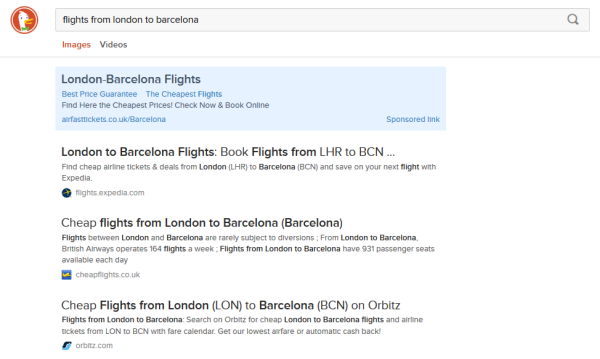 flights from london to barcelona
Images Videos
London-Barcelona Flights
Best Price Guarantee The Cheapest Flights
Find Here the Cheapest Prices! Check Now & Book Online
airfasttickets.co.uk/Barcelona Sponsored link
London to Barcelona Flights: Book Flights from LHR to BCN ...
Find cheap airline tickets & deals from London (LHR) to Barcelona (BCN) and save on your next flight with
Expedia.
flights.expedia.com
Cheap flights from London to Barcelona (Barcelona)
Flights between London and Barcelona are rarely subject to diversions ; From London to Barcelona,
British Airways operates 164 flights a week ; Flights from London to Barcelona have 931 passenger seats
available each day
cheapflights.co.uk
Cheap Flights from London (LON) to Barcelona (BCN) on Orbitz
Flights from London to Barcelona: Search on Orbitz for cheap London to Barcelona flights and airline
tickets from LON to BCN with fare calendar. Get our lowest airfare or automatic cash back!
orbitz.com